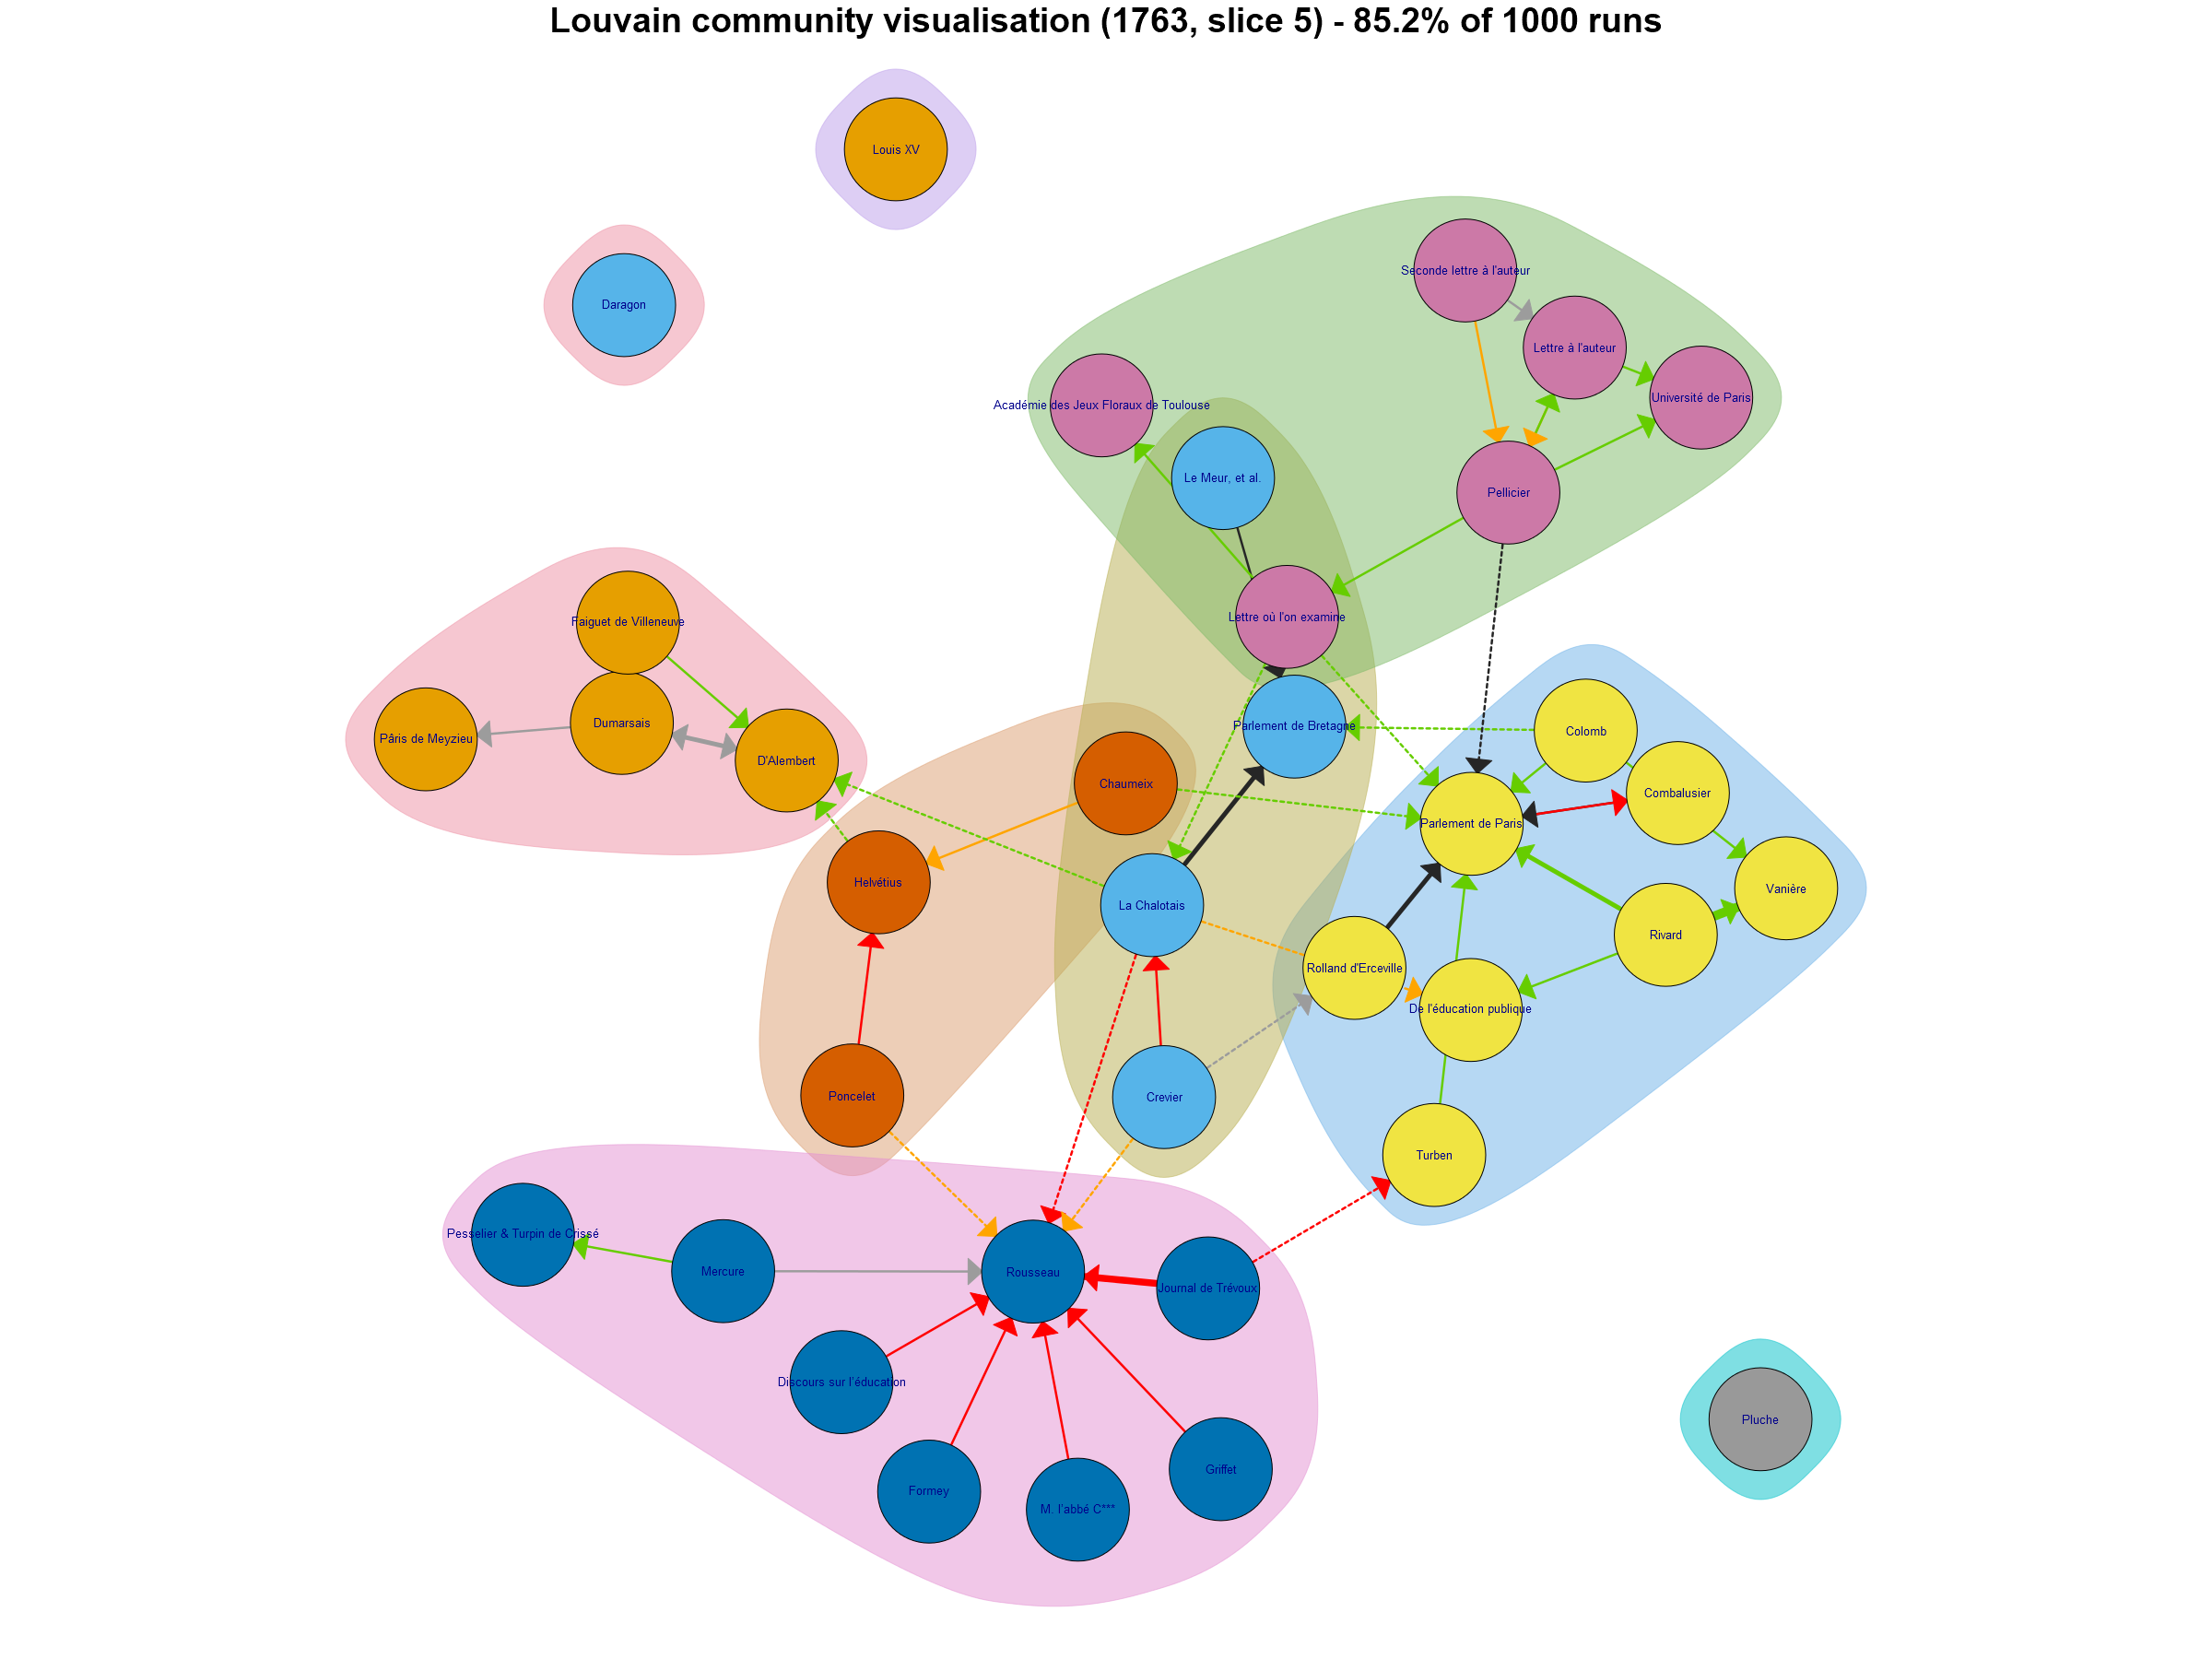 Louvain community visualisation (1763, slice 5) - 85.2% of 1000 runs
Louis XV
Seconde lettre à l'auteur
Daragon
Lettre à l'auteur
Université de Paris
Académie des Jeux Floraux de Toulouse
Le Meur, et al.
Pellicier
Lettre où l'on examine
Faiguet de Villeneuve
Dumarsais
Parlement de Bretagne
Colomb
Pâris de Meyzieu
D'Alembert
Chaumeix
Combalusier
Parlement de Paris
Helvétius
Vanière
La Chalotais
Rivard
Rolland d'Erceville
De l'éducation publique
Poncelet
Crevier
Turben
Pesselier & Turpin de Crissé
Mercure
Rousseau
Journal de Trévoux
Discours sur l'éducation
Pluche
Griffet
Formey
M. l'abbé C***